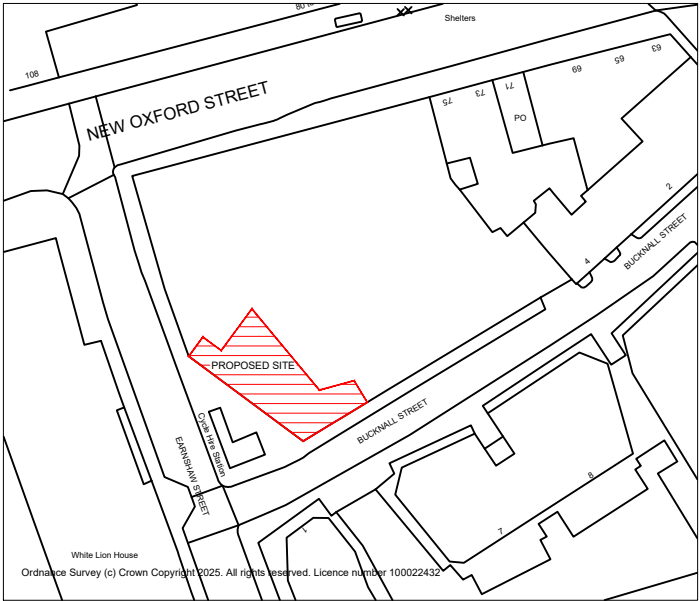 80 to
Shelters
108
NEW OXFORD STREET
63
65
69
71
73
75
PO
2
BUCKNALL STREET
4
PROPOSED SITE
BUCKNALL STREET
Cycle Hire Station
EARNSHAW STREET
8
7
1
White Lion House
Ordnance Survey (c) Crown Copyright 2025. All rights reserved. Licence number 100022432